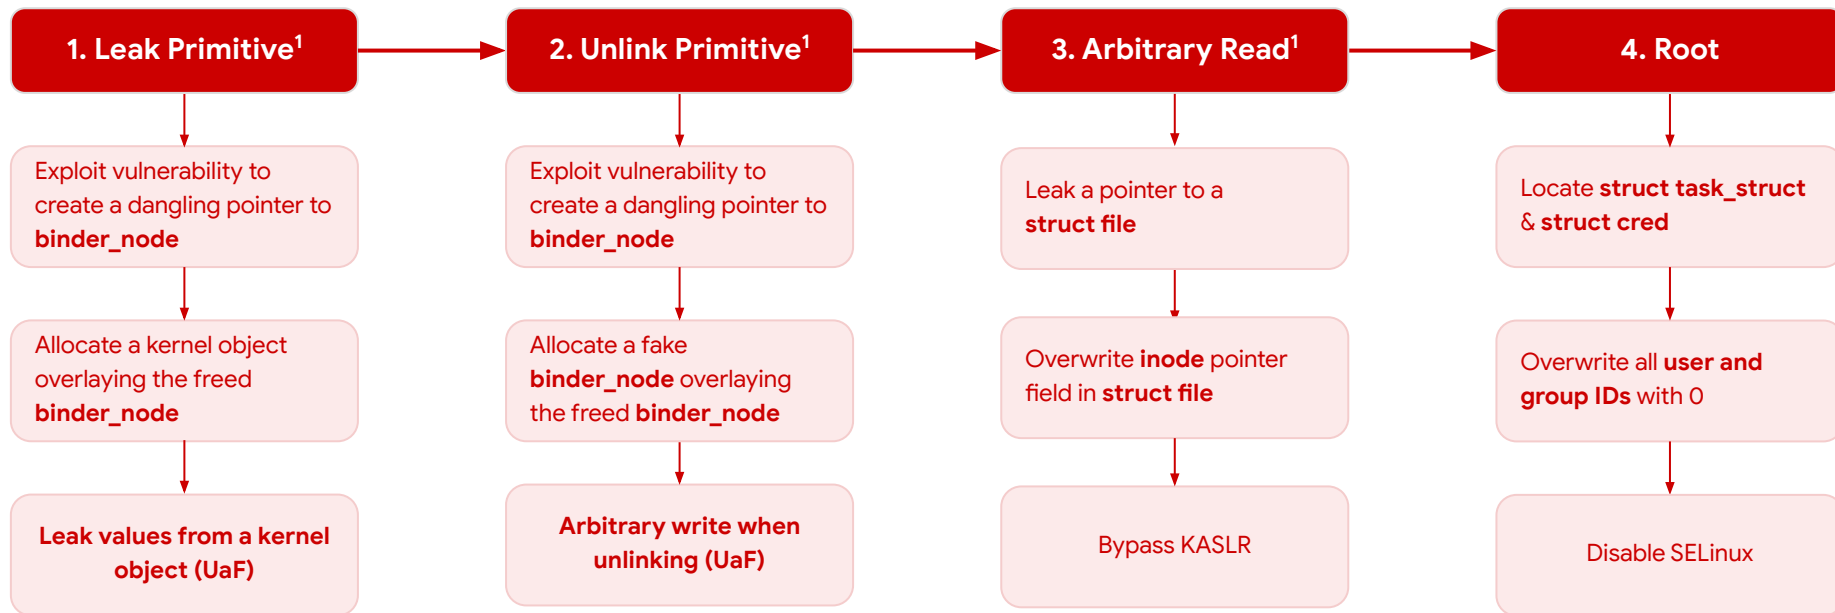 1. Leak Primitive¹
Exploit vulnerability to
create a dangling pointer to
binder_node
Allocate a kernel object
overlaying the freed
binder_node
Leak values from a kernel
object (UaF)
2. Unlink Primitive¹
Exploit vulnerability to
create a dangling pointer to
binder_node
Allocate a fake
binder_node overlaying
the freed binder_node
Arbitrary write when
unlinking (UaF)
3. Arbitrary Read¹
Leak a pointer to a
struct file
Overwrite inode pointer
field in struct file
Bypass KASLR
4. Root
Locate struct task_struct
& struct cred
Overwrite all user and
group IDs with 0
Disable SELinux